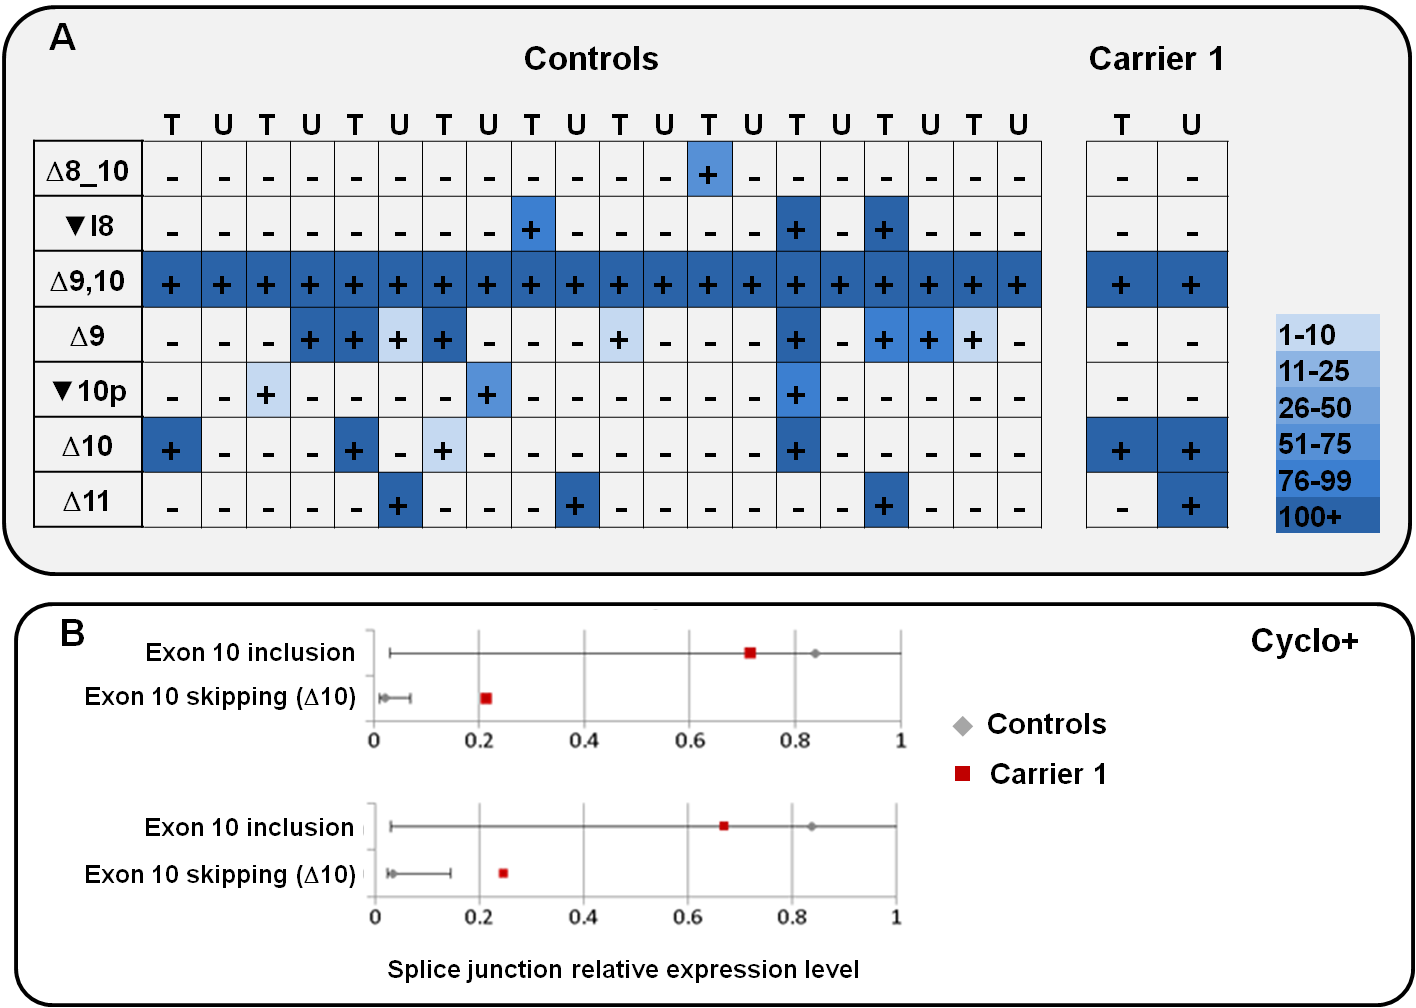 A
Controls Carrier 1
T U T U T U T U T U T U T U T U T U T U T U
Δ8_10 - - - - - - - - - - - - + - - - - - - - - -
▼I8 - - - - - - - - + - - - - - + - + - - - - -
Δ9,10 + + + + + + + + + + + + + + + + + + + + + +
Δ9 - - - + + + + - - - + - - - + - + + + - - -
▼10p - - + - - - - + - - - - - - + - - - - - - -
Δ10 + - - - + - + - - - - - - - + - - - - - + +
Δ11 - - - - - + - - - + - - - - - - + - - - - +
1-10
11-25
26-50
51-75
76-99
100+
B
Cyclo+
Exon 10 inclusion
Exon 10 skipping (Δ10)
0 0.2 0.4 0.6 0.8 1
Controls
Carrier 1
Exon 10 inclusion
Exon 10 skipping (Δ10)
0 0.2 0.4 0.6 0.8 1
Splice junction relative expression level